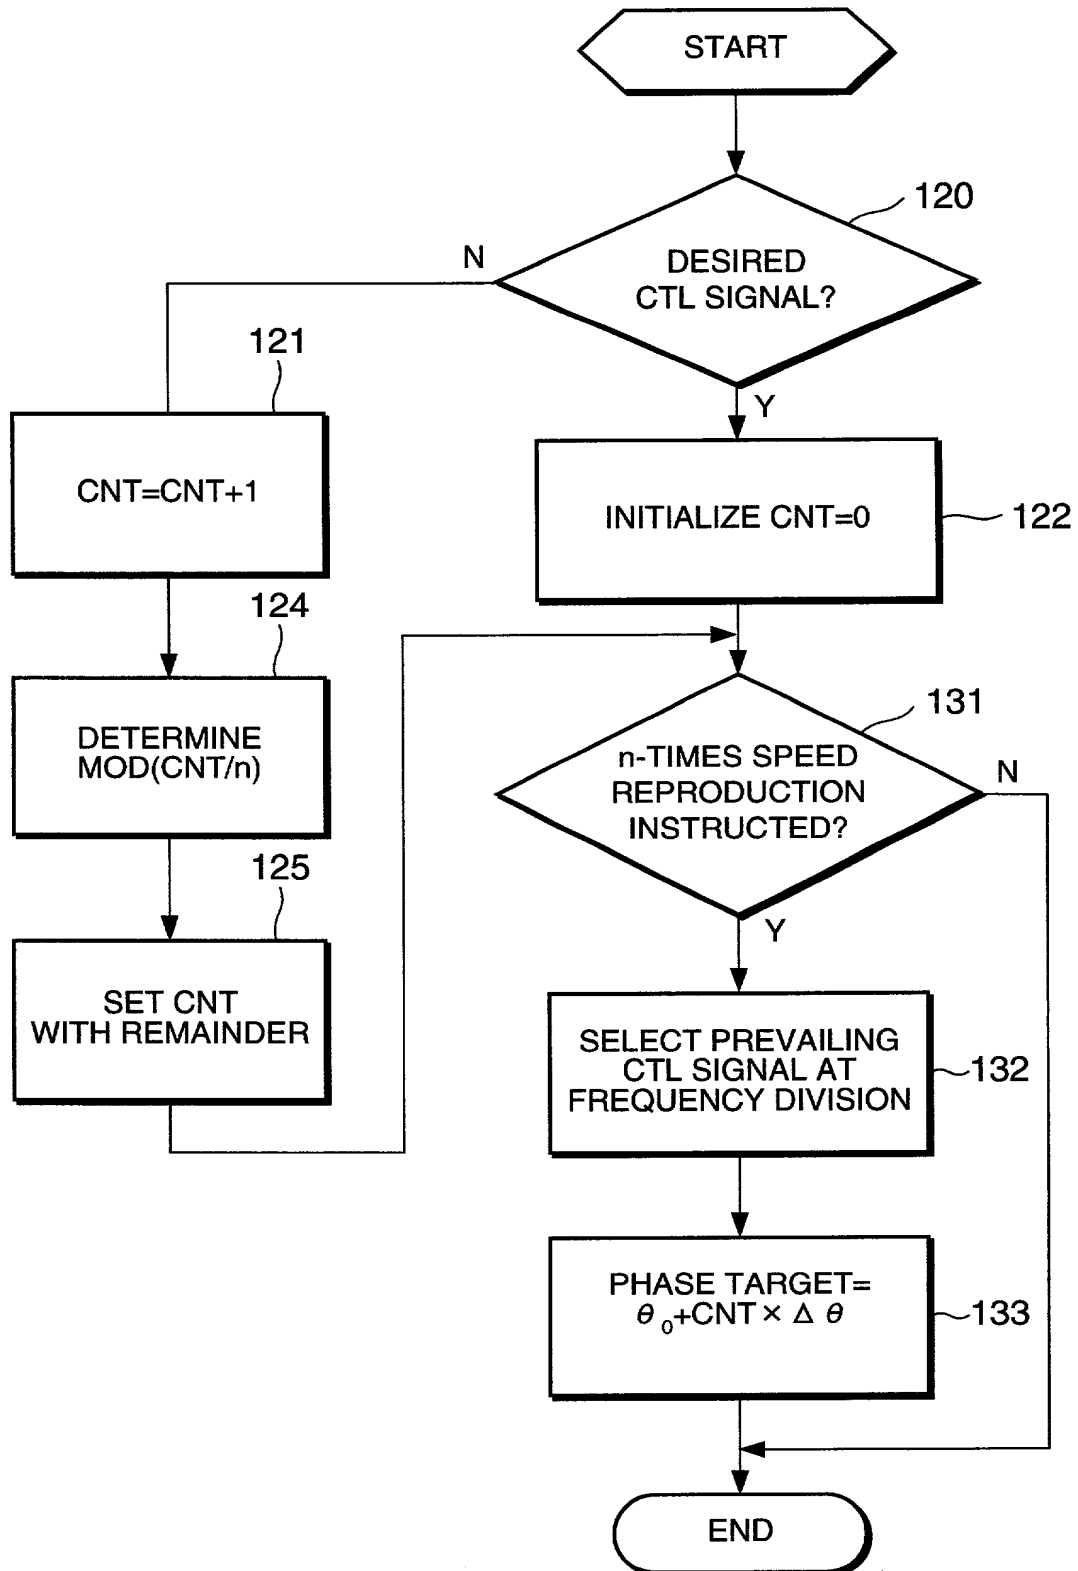 START
120
DESIRED
CTL SIGNAL?
N
Y
121
CNT=CNT+1
INITIALIZE CNT=0
122
124
DETERMINE
MOD(CNT/n)
131
n-TIMES SPEED
REPRODUCTION
INSTRUCTED?
N
Y
125
SET CNT
WITH REMAINDER
SELECT PREVAILING
CTL SIGNAL AT
FREQUENCY DIVISION
132
PHASE TARGET=
θ₀+CNT × Δ θ
133
END